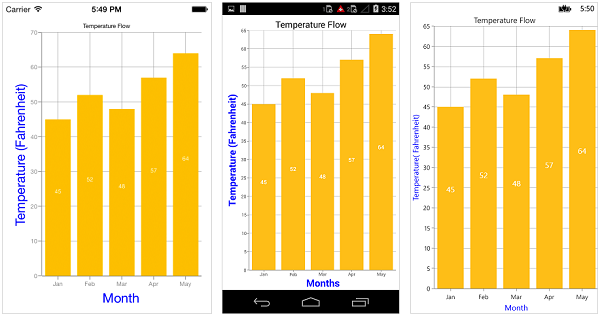 Carrier 5:49 PM
Temperature Flow
Temperature (Fahrenheit)
70
60
50
40
30
20
10
0
45 52 48 57 64
Jan Feb Mar Apr May
Month
3:52
Temperature Flow
Temperature (Fahrenheit)
65
60
55
50
45
40
35
30
25
20
15
10
5
0
45 52 48 57 64
Jan Feb Mar Apr May
Months
5:50
Temperature Flow
Temperature( Fahrenheit)
65
60
55
50
45
40
35
30
25
20
15
10
5
0
45 52 48 57 64
Jan Feb Mar Apr May
Month